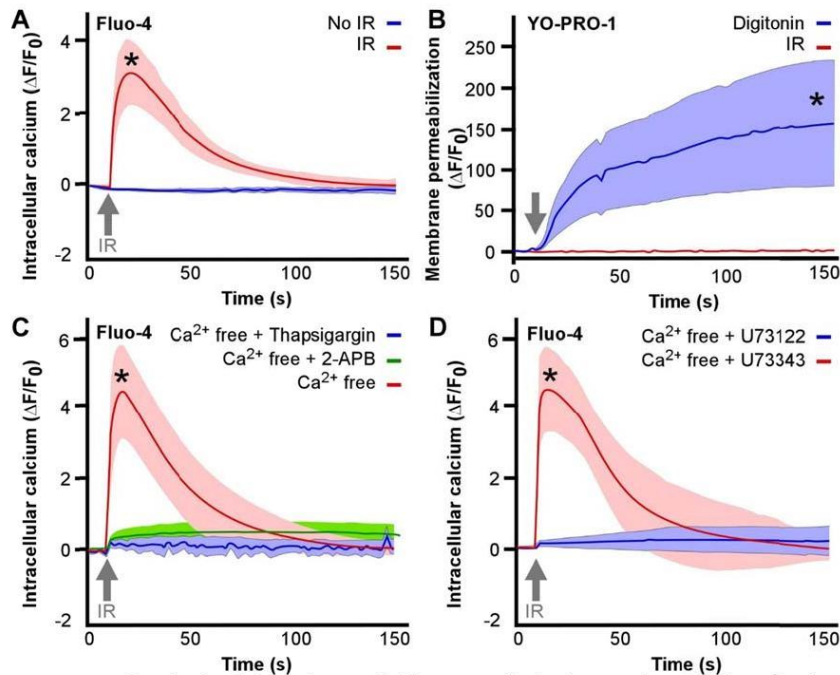 A
Fluo-4
No IR
IR
Intracellular calcium (ΔF/F0)
4
2
0
-2
IR
0
50
100
150
Time (s)
B
YO-PRO-1
Digitonin
IR
Membrane permeabilization
(ΔF/F0)
250
200
150
100
50
0
*
0
50
100
150
Time (s)
C
Fluo-4
Ca2+ free + Thapsigargin
Ca2+ free + 2-APB
Ca2+ free
Intracellular calcium (ΔF/F0)
6
4
2
0
-2
*
IR
0
50
100
150
Time (s)
D
Fluo-4
Ca2+ free + U73122
Ca2+ free + U73343
Intracellular calcium (ΔF/F0)
6
4
2
0
-2
*
IR
0
50
100
150
Time (s)